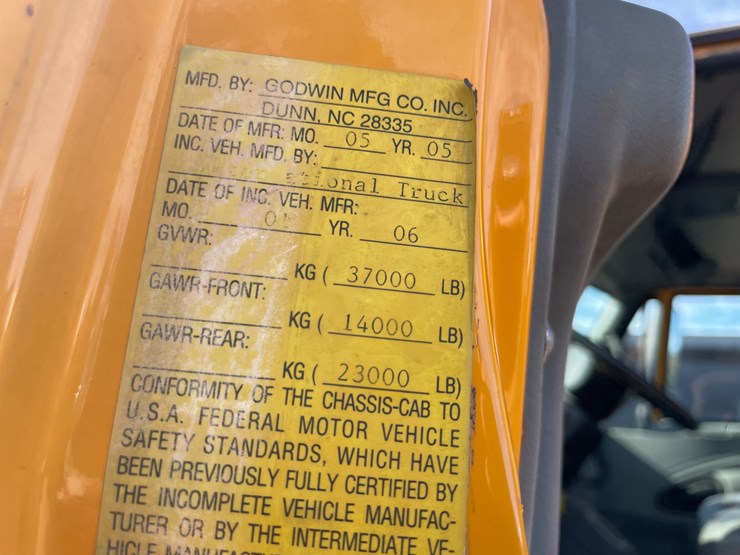 MFD. BY: GODWIN MFG CO. INC.
DUNN, NC 28335
DATE OF MFR: MO. 05 YR. 05
INC. VEH. MFD. BY:
Truck
DATE OF INC. VEH. MFR:
MO. YR. 06
GVWR:
KG ( 37000 LB)
GAWR-FRONT:
KG ( 14000 LB)
GAWR-REAR:
KG ( 23000 LB)
CONFORMITY OF THE CHASSIS-CAB TO
U.S.A. FEDERAL MOTOR VEHICLE
SAFETY STANDARDS, WHICH HAVE
BEEN PREVIOUSLY FULLY CERTIFIED BY
THE INCOMPLETE VEHICLE MANUFAC-
TURER OR BY THE INTERMEDIATE VE-